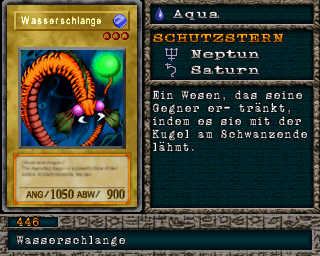 Wasserschlange
ANG/ 1050 ABW/ 900
Aqua
SCHUTZSTERN
Neptun
Saturn
Ein Wesen, das seine
Gegner er- tränkt,
indem es sie mit der
Kugel am Schwanzende
lähmt.
446
Wasserschlange